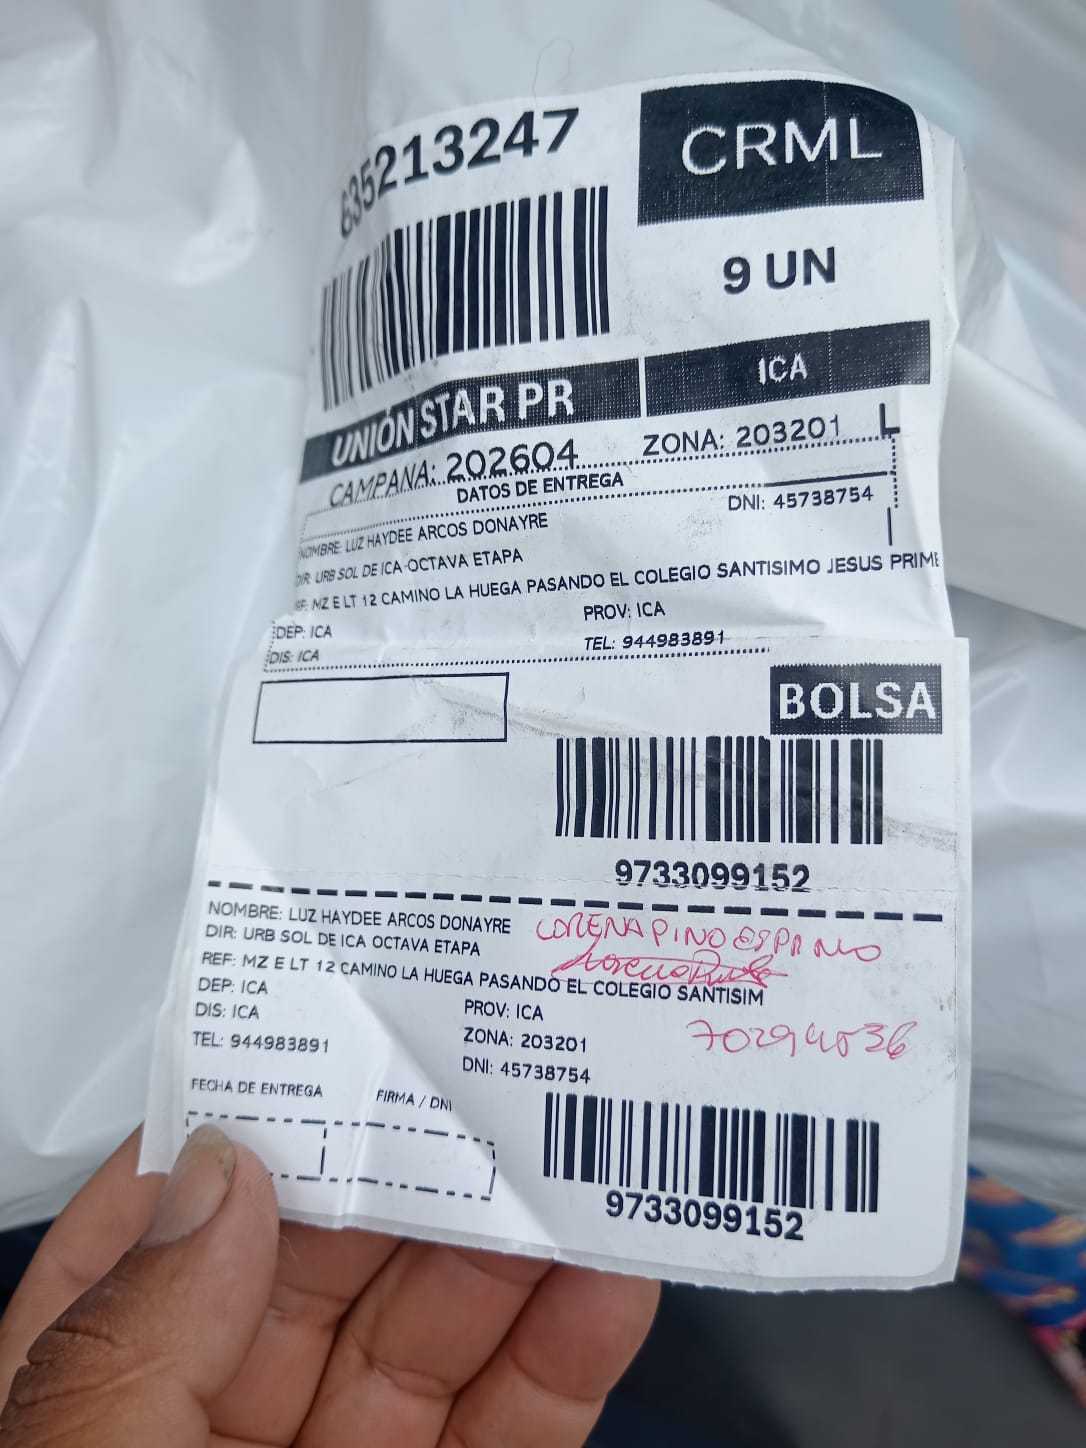 635213247
CRML
9 UN
UNIÓN STAR PR
ICA
CAMPAÑA: 202604
ZONA: 203201
L
DATOS DE ENTREGA
DNI: 45738754
NOMBRE: LUZ HAYDEE ARCOS DONAYRE
DIR: URB SOL DE ICA OCTAVA ETAPA
REF: MZ E LT 12 CAMINO LA HUEGA PASANDO EL COLEGIO SANTISIMO JESUS PRIME
DEP: ICA
PROV: ICA
DIS: ICA
TEL: 944983891
BOLSA
9733099152
NOMBRE: LUZ HAYDEE ARCOS DONAYRE
LORENA PINO ESPINO
DIR: URB SOL DE ICA OCTAVA ETAPA
REF: MZ E LT 12 CAMINO LA HUEGA PASANDO EL COLEGIO SANTISIM
DEP: ICA
PROV: ICA
DIS: ICA
ZONA: 203201
TEL: 944983891
DNI: 45738754
FECHA DE ENTREGA
FIRMA / DNI
9733099152